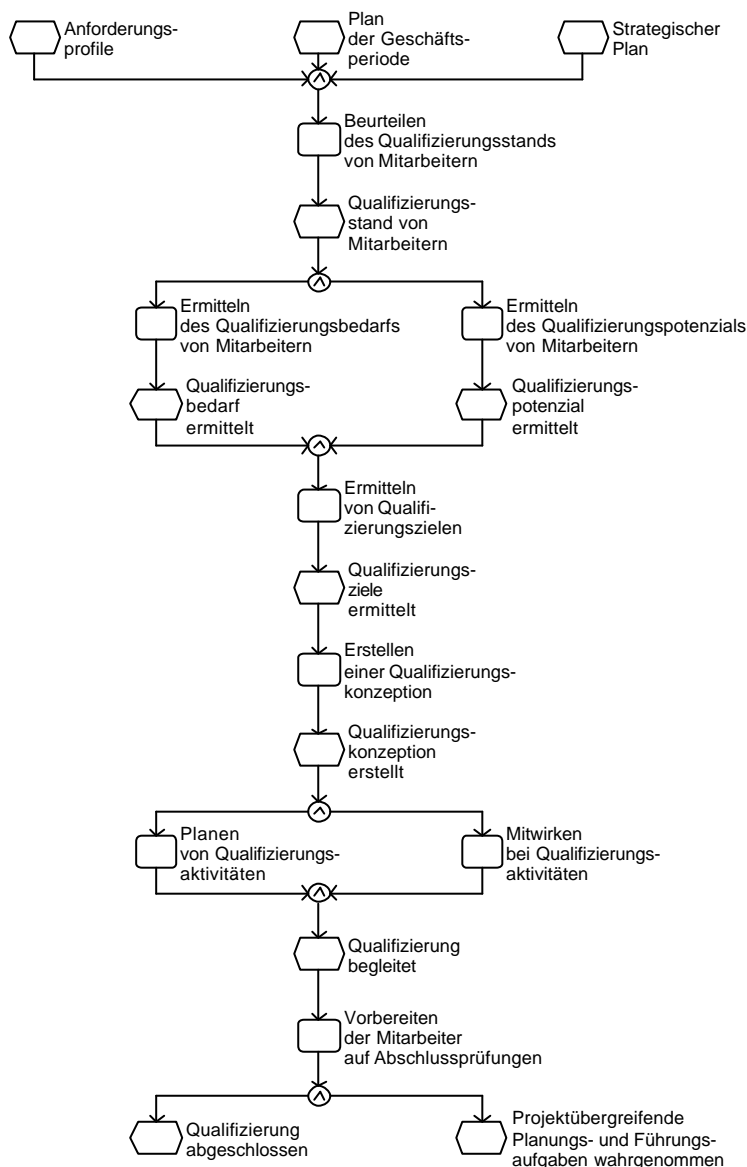 Anforderungs-
profile
Plan
der Geschäfts-
periode
Strategischer
Plan
Beurteilen
des Qualifizierungsstands
von Mitarbeitern
Qualifizierungs-
stand von
Mitarbeitern
Ermitteln
des Qualifizierungsbedarfs
von Mitarbeitern
Ermitteln
des Qualifizierungspotenzials
von Mitarbeitern
Qualifizierungs-
bedarf
ermittelt
Qualifizierungs-
potenzial
ermittelt
Ermitteln
von Qualifi-
zierungszielen
Qualifizierungs-
ziele
ermittelt
Erstellen
einer Qualifizierungs-
konzeption
Qualifizierungs-
konzeption
erstellt
Planen
von Qualifizierungs-
aktivitäten
Mitwirken
bei Qualifizierungs-
aktivitäten
Qualifizierung
begleitet
Vorbereiten
der Mitarbeiter
auf Abschlussprüfungen
Qualifizierung
abgeschlossen
Projektübergreifende
Planungs- und Führungs-
aufgaben wahrgenommen